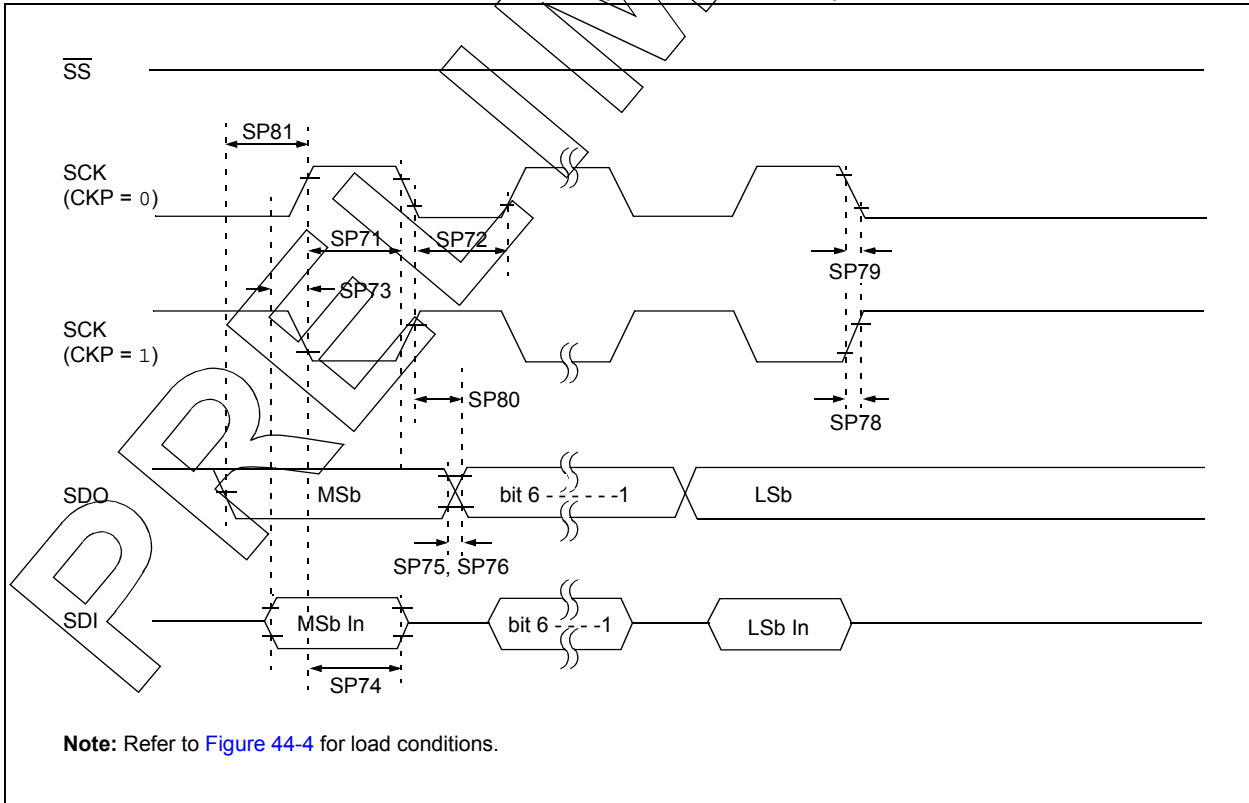 SS
SP81
SCK
(CKP = 0)
SP71
SP72
SP79
SP73
SCK
(CKP = 1)
SP80
SP78
SDO
MSb
bit 6 - - - - - -1
LSb
SP75, SP76
SDI
MSb In
bit 6 - - - -1
LSb In
SP74
Note: Refer to Figure 44-4 for load conditions.